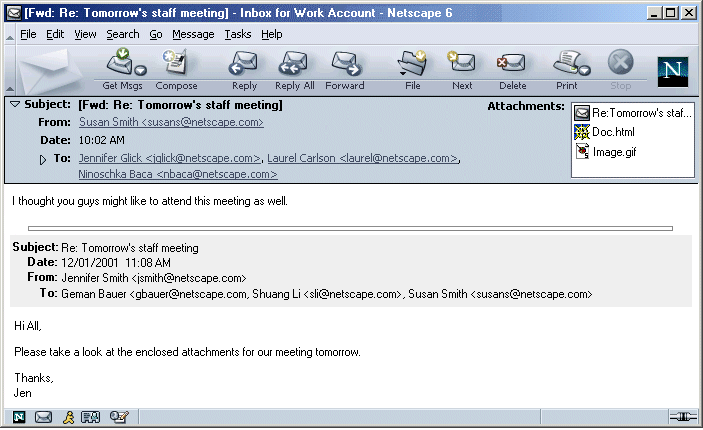 [Fwd: Re: Tomorrow's staff meeting] - Inbox for Work Account - Netscape 6
File Edit View Search Go Message Tasks Help
Get Msgs Compose Reply Reply All Forward File Next Delete Print Stop N
Subject: [Fwd: Re: Tomorrow's staff meeting]
From: Susan Smith <susans@netscape.com>
Date: 10:02 AM
To: Jennifer Glick <jglick@netscape.com>, Laurel Carlson <laurel@netscape.com>,
Ninoschka Baca <nbaca@netscape.com>
Attachments:
Re:Tomorrow's staf...
Doc.html
Image.gif
I thought you guys might like to attend this meeting as well.
Subject: Re: Tomorrow's staff meeting
Date: 12/01/2001 11:08 AM
From: Jennifer Smith <jsmith@netscape.com>
To: Geman Bauer <gbauer@netscape.com, Shuang Li <sli@netscape.com>, Susan Smith <susans@netscape.com>
Hi All,
Please take a look at the enclosed attachments for our meeting tomorrow.
Thanks,
Jen
N